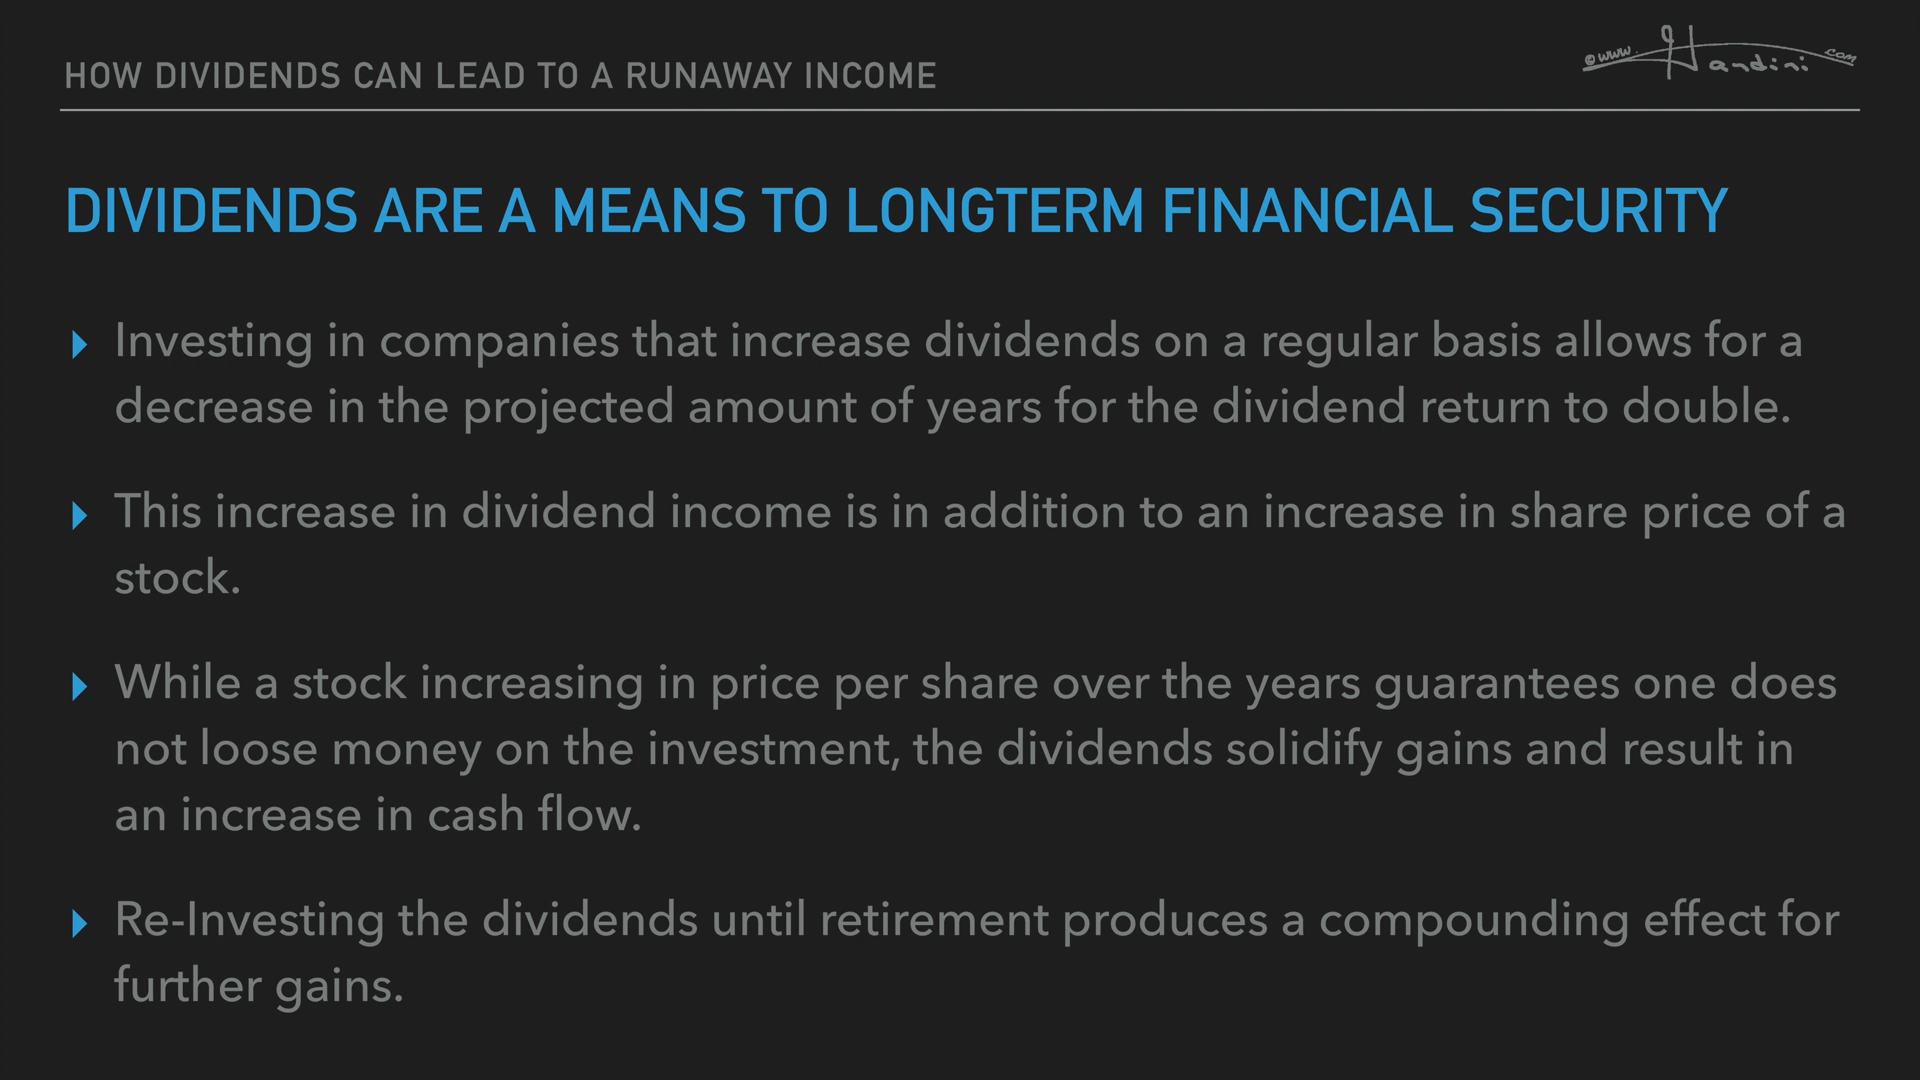 HOW DIVIDENDS CAN LEAD TO A RUNAWAY INCOME
©www.Handini.com
DIVIDENDS ARE A MEANS TO LONGTERM FINANCIAL SECURITY
Investing in companies that increase dividends on a regular basis allows for a
decrease in the projected amount of years for the dividend return to double.
This increase in dividend income is in addition to an increase in share price of a
stock.
While a stock increasing in price per share over the years guarantees one does
not loose money on the investment, the dividends solidify gains and result in
an increase in cash flow.
Re-Investing the dividends until retirement produces a compounding effect for
further gains.